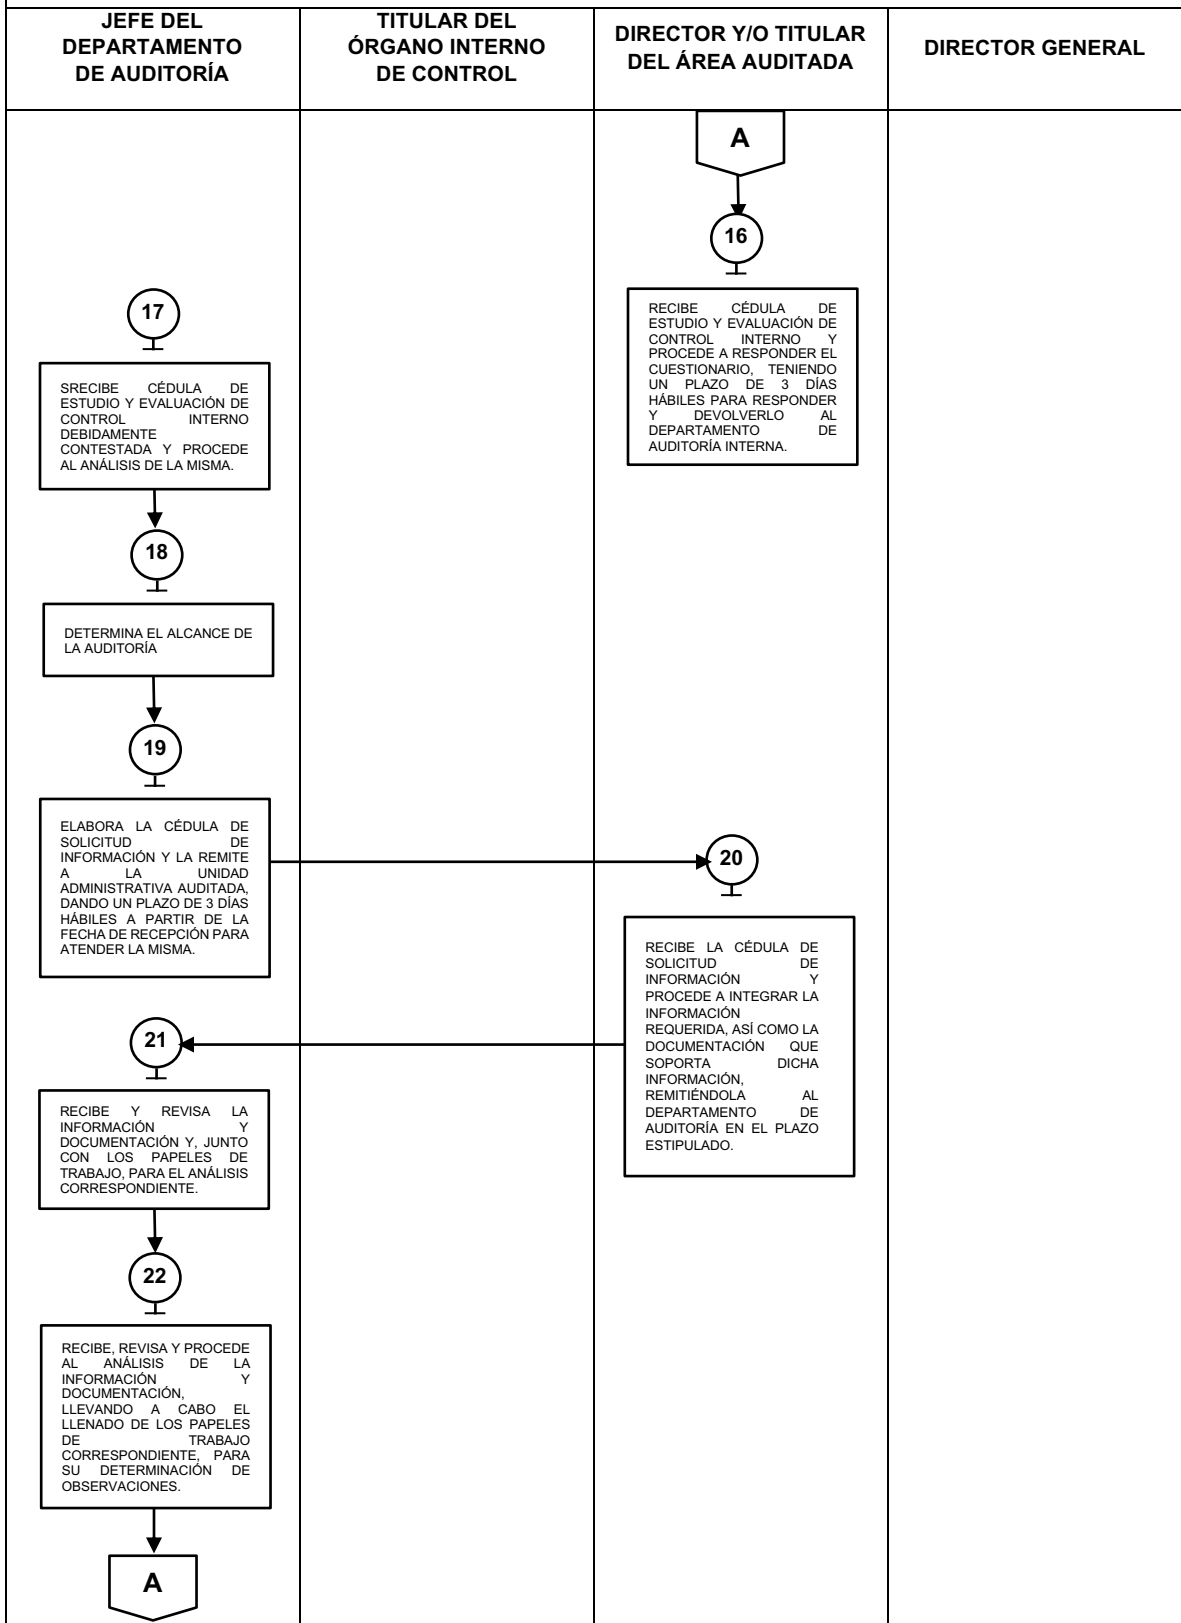 JEFE DEL
DEPARTAMENTO
DE AUDITORÍA
TITULAR DEL
ÓRGANO INTERNO
DE CONTROL
DIRECTOR Y/O TITULAR
DEL ÁREA AUDITADA
DIRECTOR GENERAL
A
16
RECIBE CÉDULA DE
ESTUDIO Y EVALUACIÓN DE
CONTROL INTERNO Y
PROCEDE A RESPONDER EL
CUESTIONARIO, TENIENDO
UN PLAZO DE 3 DÍAS
HÁBILES PARA RESPONDER
Y DEVOLVERLO AL
DEPARTAMENTO DE
AUDITORÍA INTERNA.
17
SRECIBE CÉDULA DE
ESTUDIO Y EVALUACIÓN DE
CONTROL INTERNO
DEBIDAMENTE
CONTESTADA Y PROCEDE
AL ANÁLISIS DE LA MISMA.
18
DETERMINA EL ALCANCE DE
LA AUDITORÍA
19
ELABORA LA CÉDULA DE
SOLICITUD DE
INFORMACIÓN Y LA REMITE
A LA UNIDAD
ADMINISTRATIVA AUDITADA,
DANDO UN PLAZO DE 3 DÍAS
HÁBILES A PARTIR DE LA
FECHA DE RECEPCIÓN PARA
ATENDER LA MISMA.
20
RECIBE LA CÉDULA DE
SOLICITUD DE
INFORMACIÓN Y
PROCEDE A INTEGRAR LA
INFORMACIÓN
REQUERIDA, ASÍ COMO LA
DOCUMENTACIÓN QUE
SOPORTA DICHA
INFORMACIÓN,
REMITIÉNDOLA AL
DEPARTAMENTO DE
AUDITORÍA EN EL PLAZO
ESTIPULADO.
21
RECIBE Y REVISA LA
INFORMACIÓN Y
DOCUMENTACIÓN Y, JUNTO
CON LOS PAPELES DE
TRABAJO, PARA EL ANÁLISIS
CORRESPONDIENTE.
22
RECIBE, REVISA Y PROCEDE
AL ANÁLISIS DE LA
INFORMACIÓN Y
DOCUMENTACIÓN,
LLEVANDO A CABO EL
LLENADO DE LOS PAPELES
DE TRABAJO
CORRESPONDIENTE, PARA
SU DETERMINACIÓN DE
OBSERVACIONES.
A